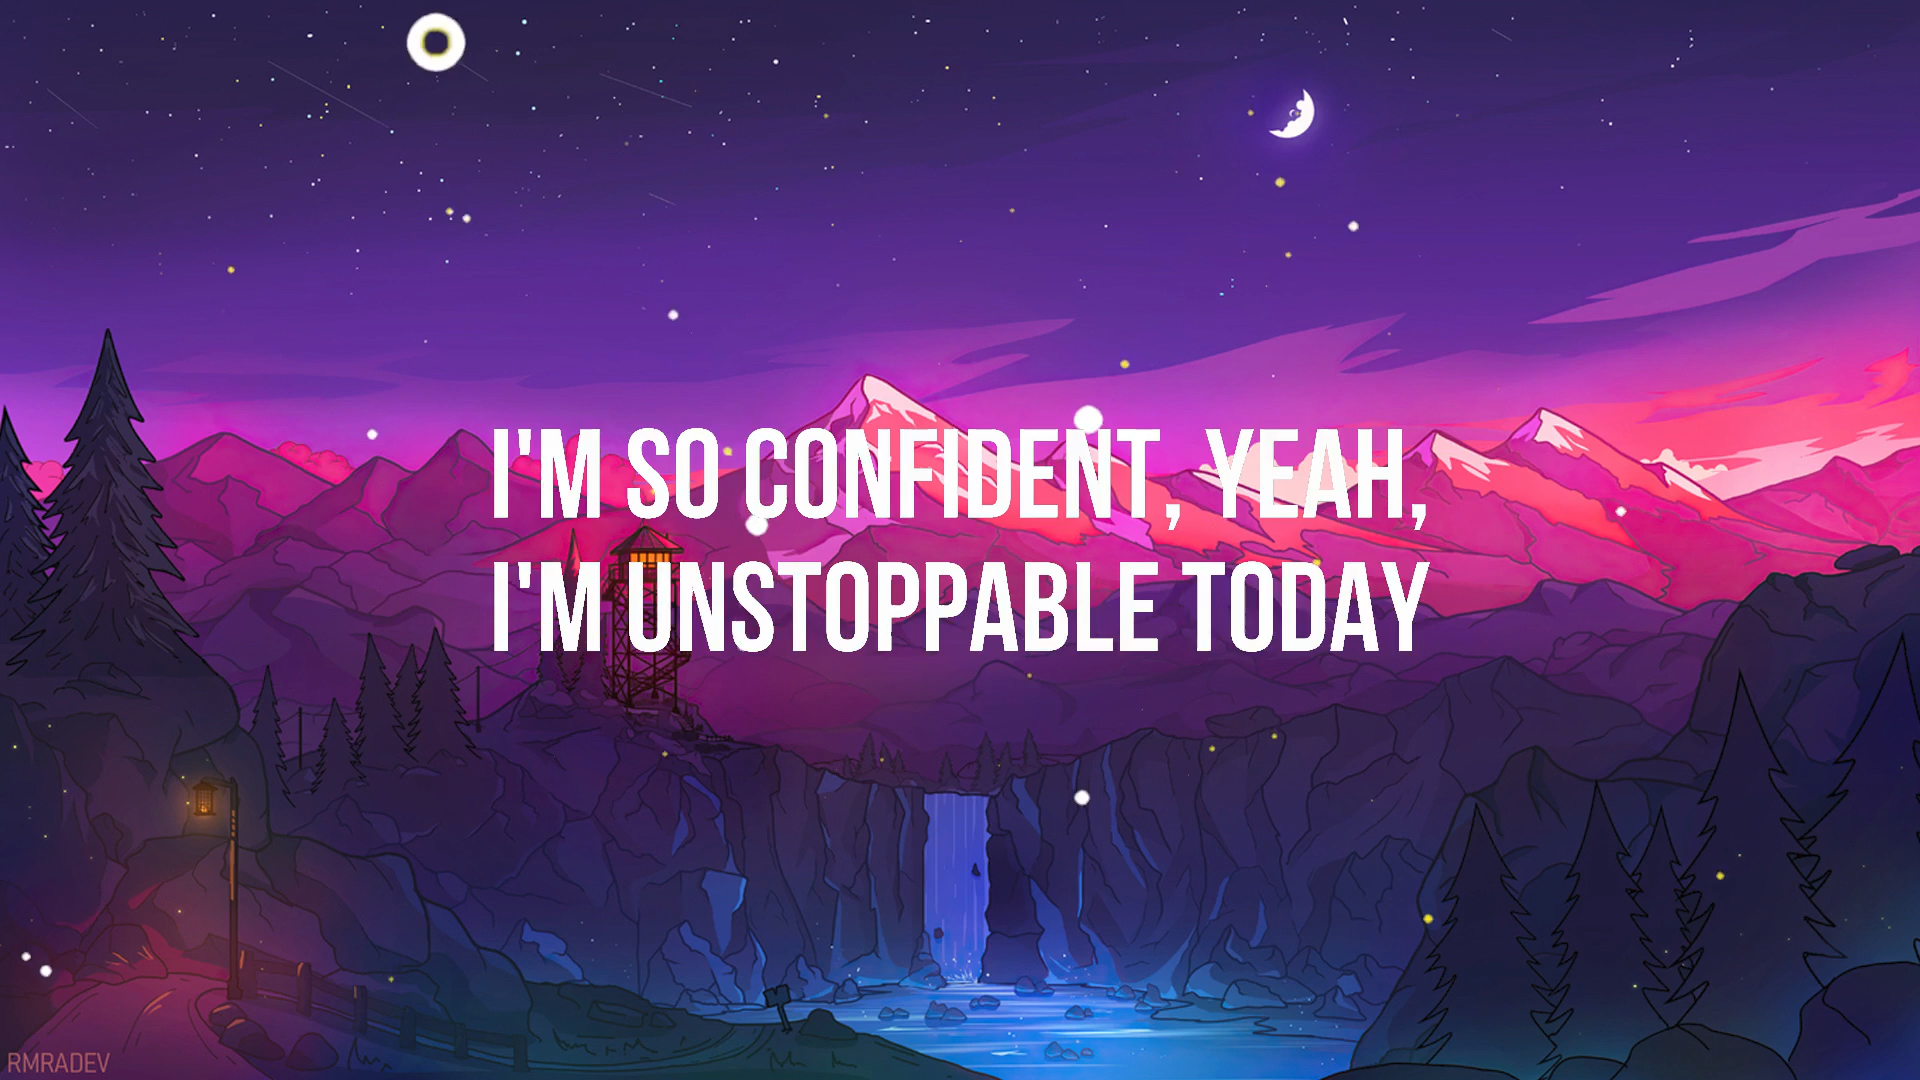 I'M SO CONFIDENT, YEAH,
I'M UNSTOPPABLE TODAY
RMRADEV